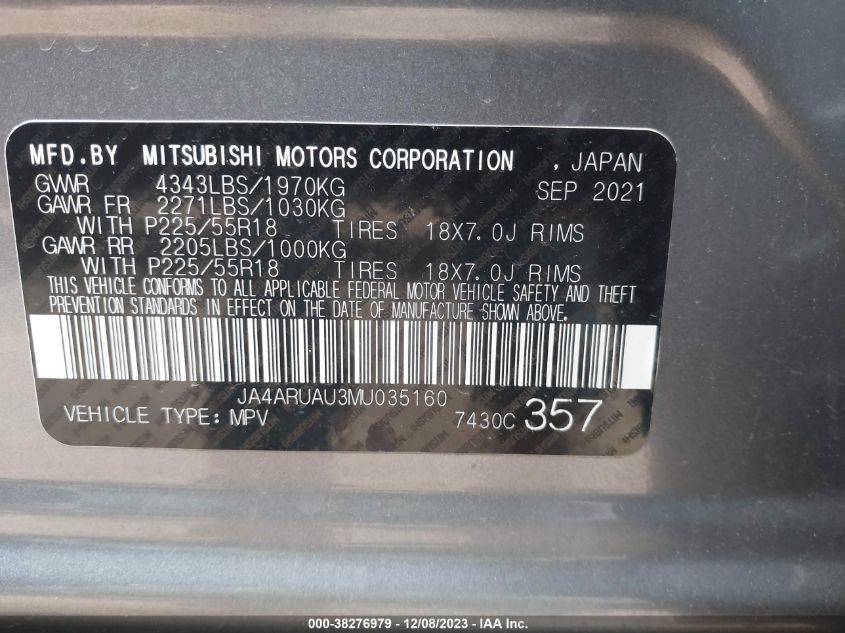 MFD.BY MITSUBISHI MOTORS CORPORATION , JAPAN
GVWR 4343LBS/1970KG SEP 2021
GAWR FR 2271LBS/1030KG
WITH P225/55R18 TIRES 18X7.0J RIMS
GAWR RR 2205LBS/1000KG
WITH P225/55R18 TIRES 18X7.0J RIMS
THIS VEHICLE CONFORMS TO ALL APPLICABLE FEDERAL MOTOR VEHICLE SAFETY AND THEFT
PREVENTION STANDARDS IN EFFECT ON THE DATE OF MANUFACTURE SHOWN ABOVE.
JA4ARUAU3MU035160
VEHICLE TYPE: MPV 7430C 357
000-38276979 - 12/08/2023 - IAA Inc.